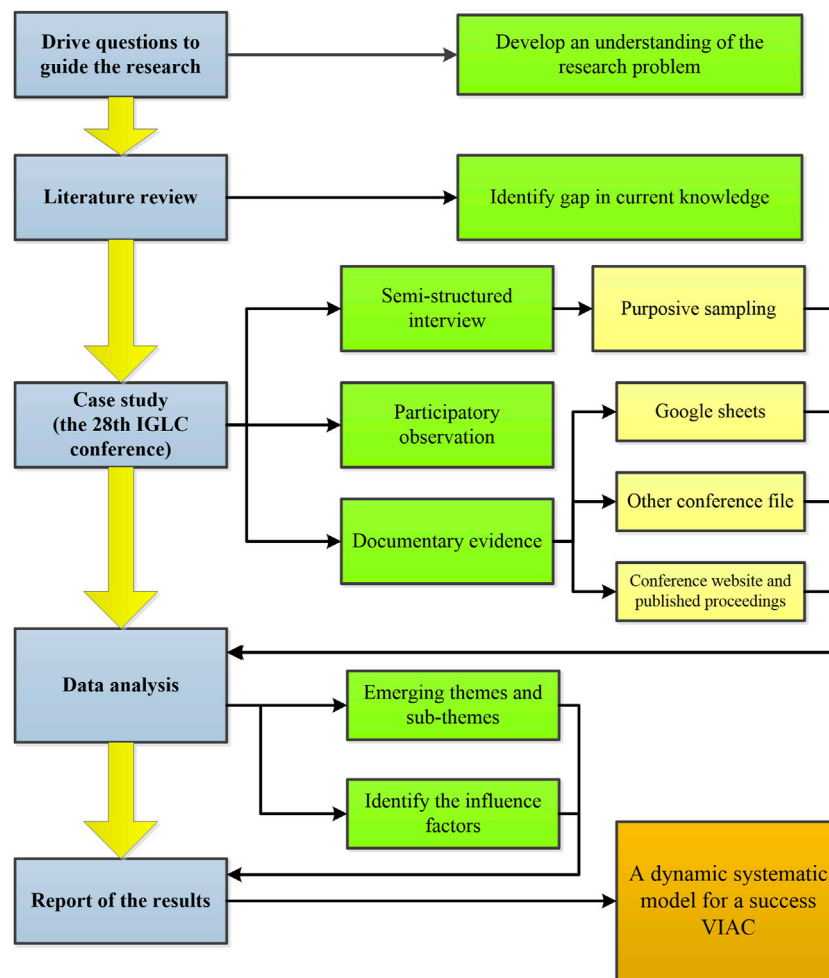 Drive questions to
guide the research
Develop an understanding of the
research problem
Literature review
Identify gap in current knowledge
Semi-structured
interview
Purposive sampling
Case study
(the 28th IGLC
conference)
Participatory
observation
Google sheets
Documentary evidence
Other conference file
Conference website and
published proceedings
Data analysis
Emerging themes and
sub-themes
Identify the influence
factors
Report of the results
A dynamic systematic
model for a success
VIAC